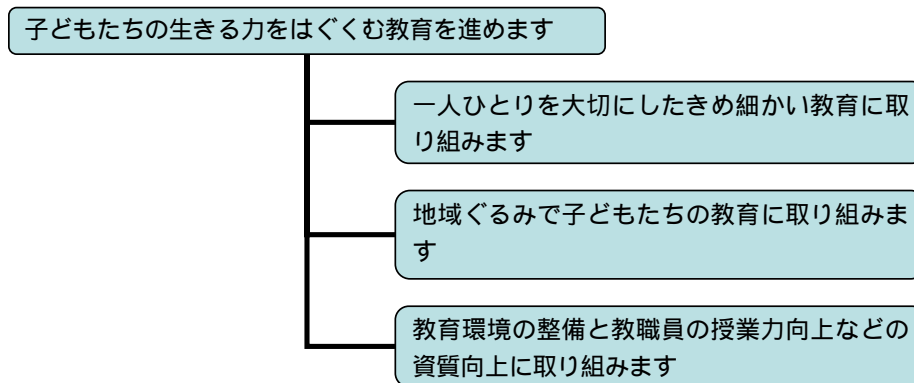 子どもたちの生きる力をはぐくむ教育を進めます
一人ひとりを大切にしたきめ細かい教育に取
り組みます
地域ぐるみで子どもたちの教育に取り組みま
す
教育環境の整備と教職員の授業力向上などの
資質向上に取り組みます